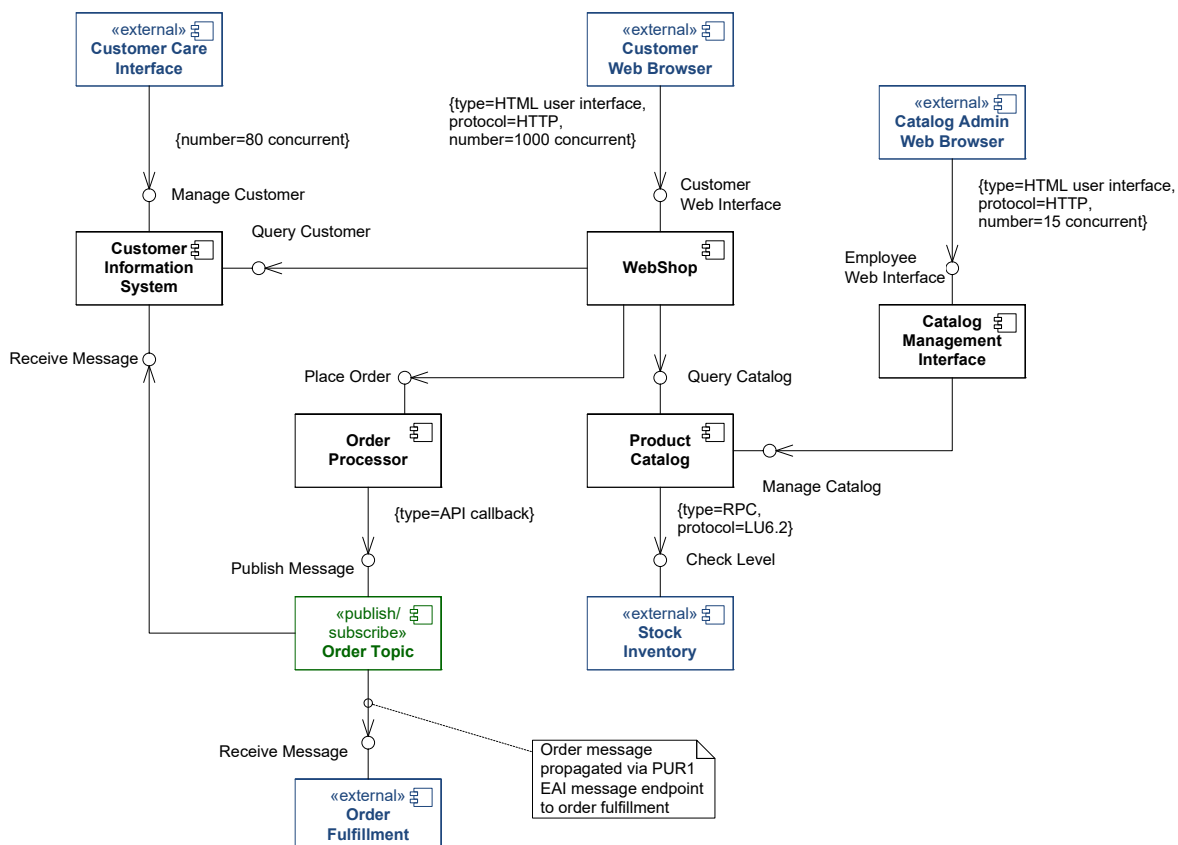 «external»
Customer Care
Interface
«external»
Customer
Web Browser
{type=HTML user interface,
protocol=HTTP,
number=1000 concurrent}
«external»
Catalog Admin
Web Browser
{number=80 concurrent}
Manage Customer
Customer
Web Interface
{type=HTML user interface,
protocol=HTTP,
number=15 concurrent}
Query Customer
Customer
Information
System
WebShop
Employee
Web Interface
Catalog
Management
Interface
Receive Message
Place Order
Query Catalog
Order
Processor
Product
Catalog
Manage Catalog
{type=API callback}
{type=RPC,
protocol=LU6.2}
Publish Message
Check Level
«publish/
subscribe»
Order Topic
«external»
Stock
Inventory
Receive Message
Order message
propagated via PUR1
EAI message endpoint
to order fulfillment
«external»
Order
Fulfillment